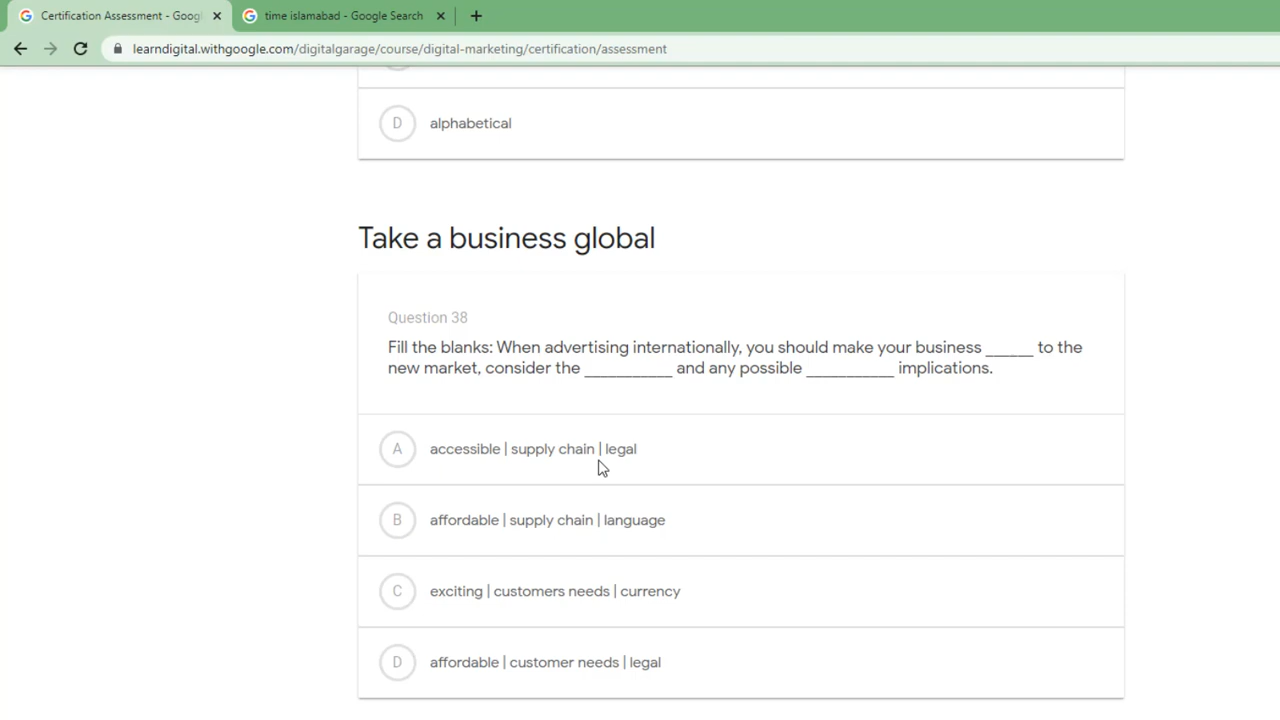 Certification Assessment - Goog
time islamabad - Google Search
learndigital.withgoogle.com/digitalgarage/course/digital-marketing/certification/assessment
D alphabetical
Take a business global
Question 38
Fill the blanks: When advertising internationally, you should make your business ______ to the
new market, consider the ___________ and any possible ___________ implications.
A accessible | supply chain | legal
B affordable | supply chain | language
C exciting | customers needs | currency
D affordable | customer needs | legal